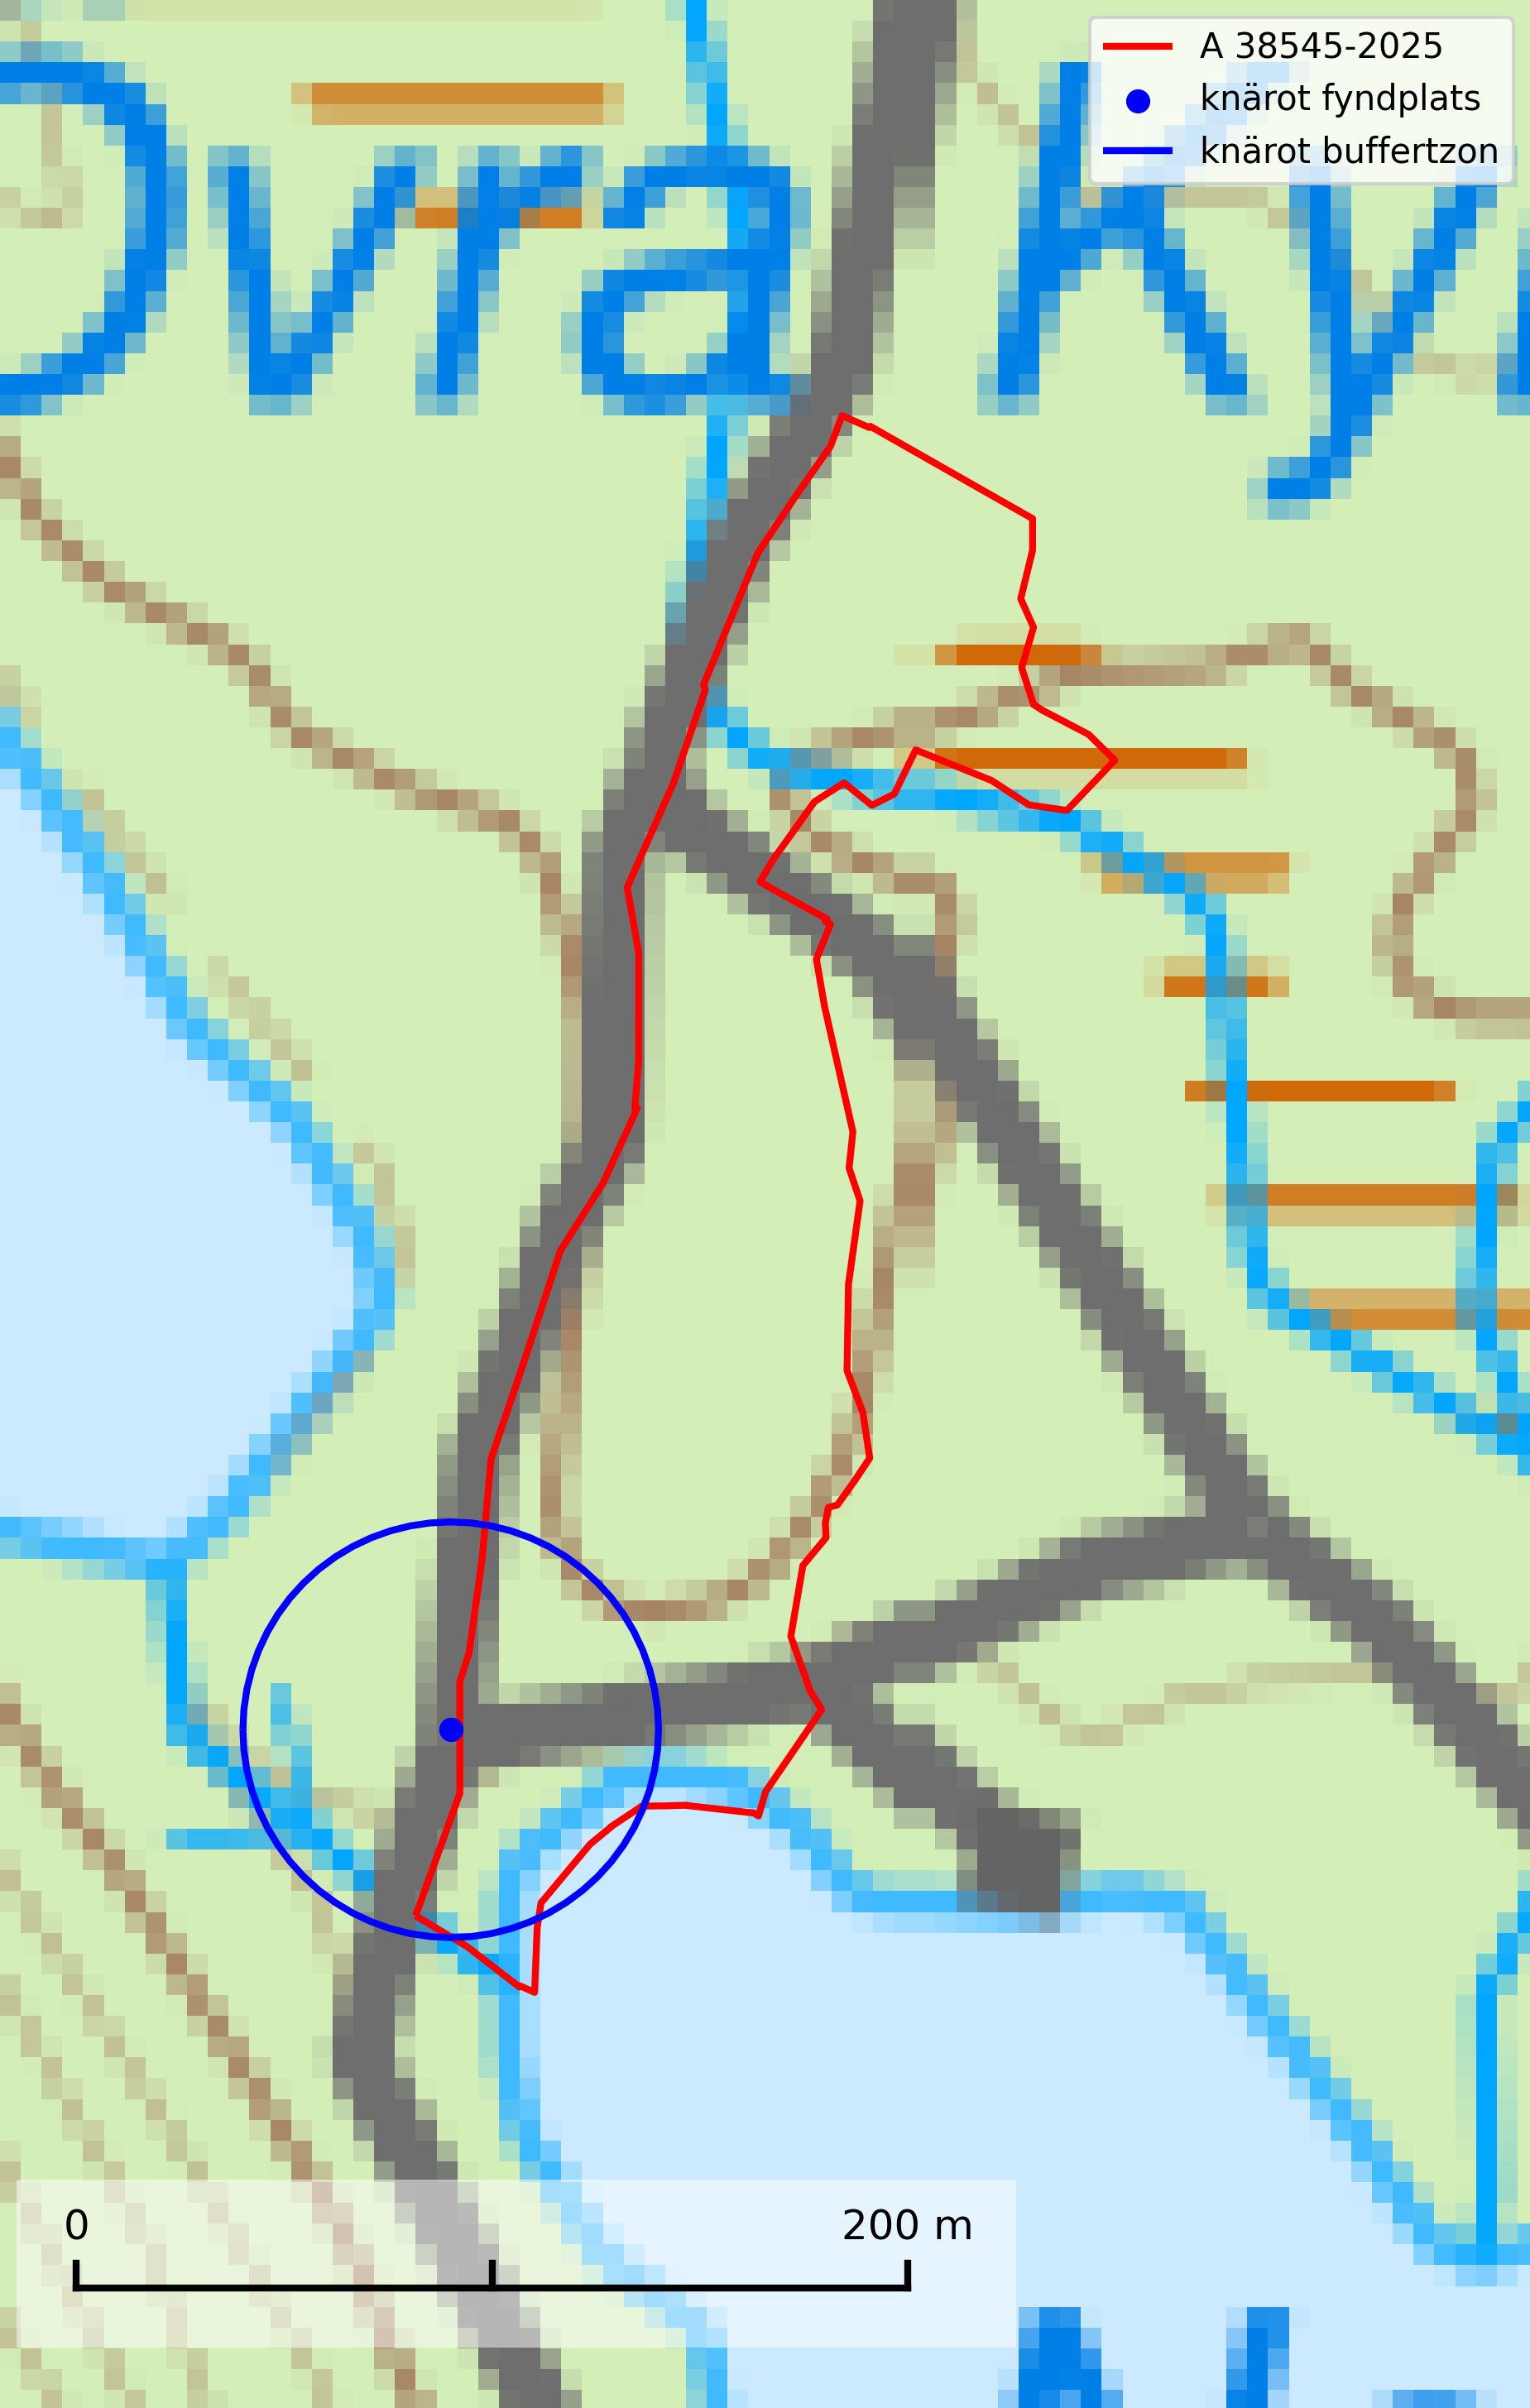 A 38545-2025
knärot fyndplats
knärot buffertzon
0 200 m